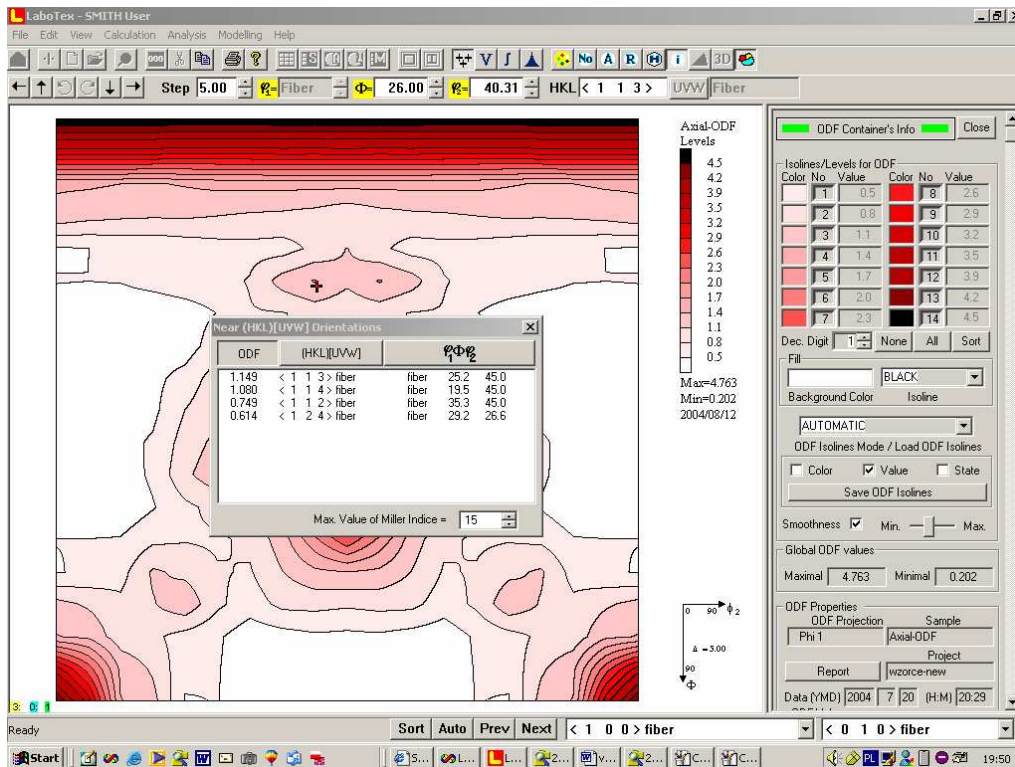 LaboTex - SMITH User
File Edit View Calculation Analysis Modelling Help
No A R H i 3D
Step 5.00 φ1= Fiber Φ= 26.00 φ2= 40.31 HKL < 1 1 3 > UVW Fiber
Axial-ODF
Levels
4.5
4.2
3.9
3.5
3.2
2.9
2.6
2.3
2.0
1.7
1.4
1.1
0.8
0.5
Max=4.763
Min=0.202
2004/08/12
Near (HKL)[UVW] Orientations
ODF (HKL)[UVW] φ1Φφ2
1.149 < 1 1 3 > fiber fiber 25.2 45.0
1.080 < 1 1 4 > fiber fiber 19.5 45.0
0.749 < 1 1 2 > fiber fiber 35.3 45.0
0.614 < 1 2 4 > fiber fiber 29.2 26.6
Max. Value of Miller Indice = 15
0 90 ϕ2
Δ =5.00
90
Φ
ODF Container's Info Close
Isolines/Levels for ODF
Color No Value Color No Value
1 0.5 8 2.6
2 0.8 9 2.9
3 1.1 10 3.2
4 1.4 11 3.5
5 1.7 12 3.9
6 2.0 13 4.2
7 2.3 14 4.5
Dec. Digit 1 None All Sort
Fill
BLACK
Background Color Isoline
AUTOMATIC
ODF Isolines Mode / Load ODF Isolines
Color Value State
Save ODF Isolines
Smoothness Min. Max.
Global ODF values
Maximal 4.763 Minimal 0.202
ODF Properties
ODF Projection Sample
Phi 1 Axial-ODF
Project
Report wzorce-new
Data (YMD) 2004 7 20 (H:M) 20:29
3: 0: 1
Ready Sort Auto Prev Next < 1 0 0 > fiber < 0 1 0 > fiber
Start 5... L... L... 2... v... 2... C... C... PL 19:50